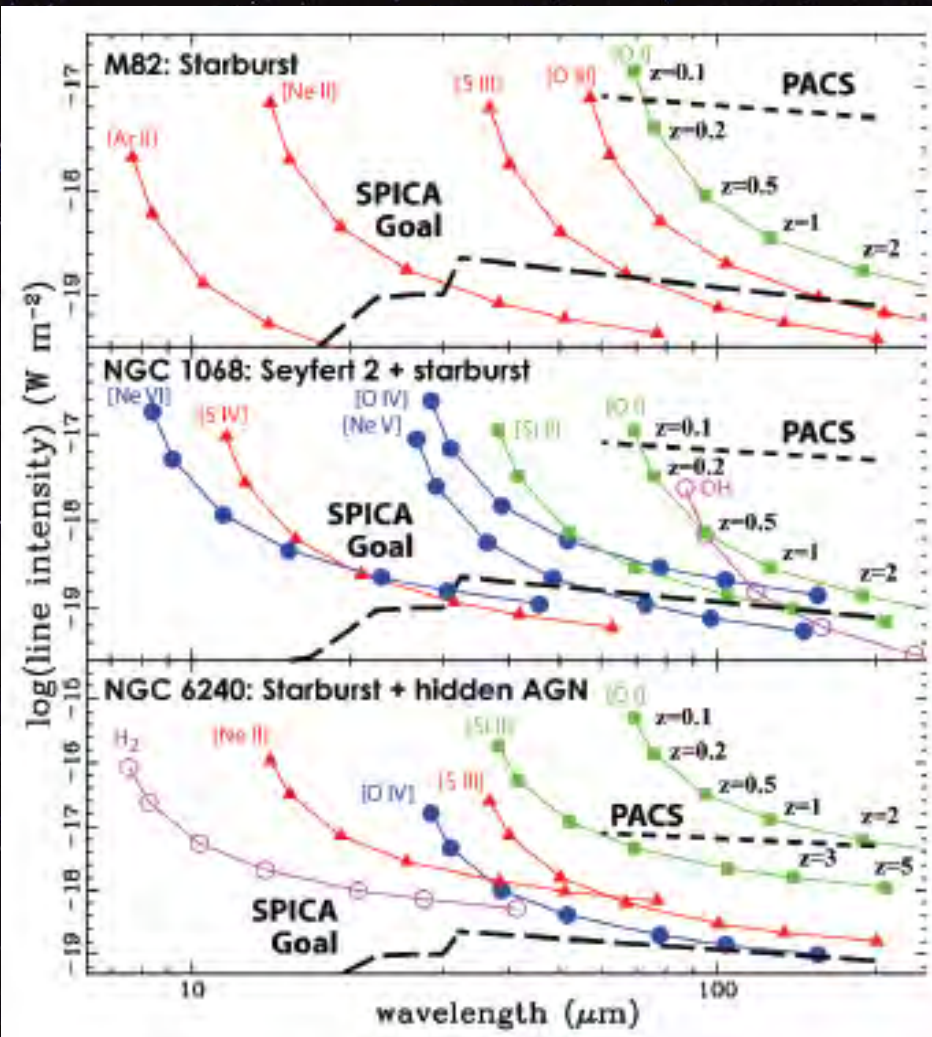 M82: Starburst
[O I]
z=0.1
PACS
[Ne II]
[S III]
[O III]
z=0.2
[Ar II]
SPICA
Goal
z=0.5
z=1
z=2
-17
-18
-19
NGC 1068: Seyfert 2 + starburst
[Ne VI]
[S IV]
[O IV]
[Ne V]
[Si II]
[O I]
z=0.1
PACS
z=0.2
OH
SPICA
Goal
z=0.5
z=1
z=2
-17
-18
-19
NGC 6240: Starburst + hidden AGN
H2
[Ne II]
[O IV]
[Si II]
[S III]
[O I]
z=0.1
z=0.2
z=0.5
z=1
z=2
PACS
z=3
z=5
SPICA
Goal
-15
-16
-17
-18
-19
10
100
wavelength (μm)
log(line intensity) (W m⁻²)